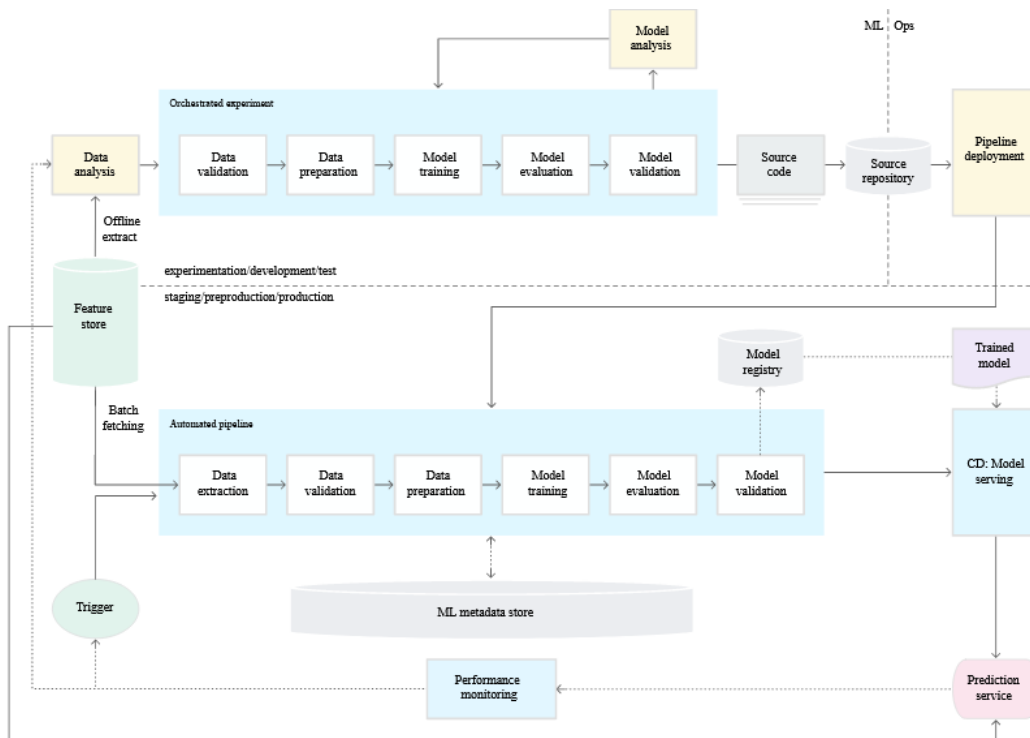 Model
analysis
ML
Ops
Orchestrated experiment
Data
analysis
Data
validation
Data
preparation
Model
training
Model
evaluation
Model
validation
Source
code
Source
repository
Pipeline
deployment
Offline
extract
experimentation/development/test
staging/preproduction/production
Feature
store
Model
registry
Trained
model
Batch
fetching
Automated pipeline
Data
extraction
Data
validation
Data
preparation
Model
training
Model
evaluation
Model
validation
CD: Model
serving
Trigger
ML metadata store
Performance
monitoring
Prediction
service